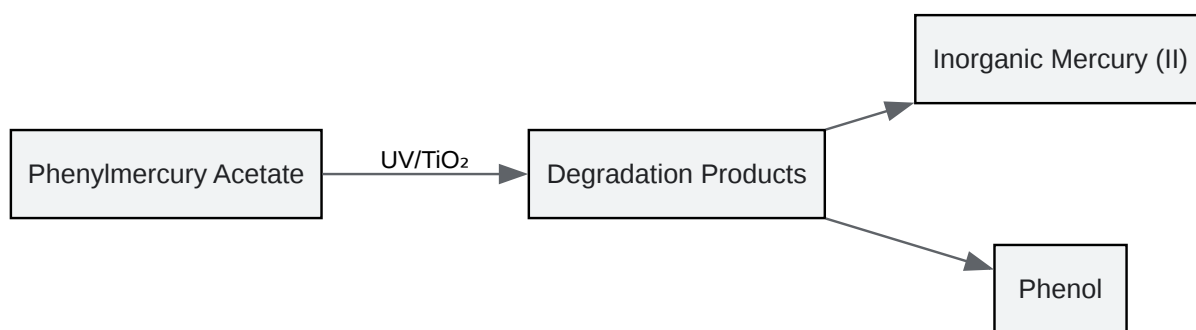 Phenylmercury Acetate
UV/TiO₂
Degradation Products
Inorganic Mercury (II)
Phenol